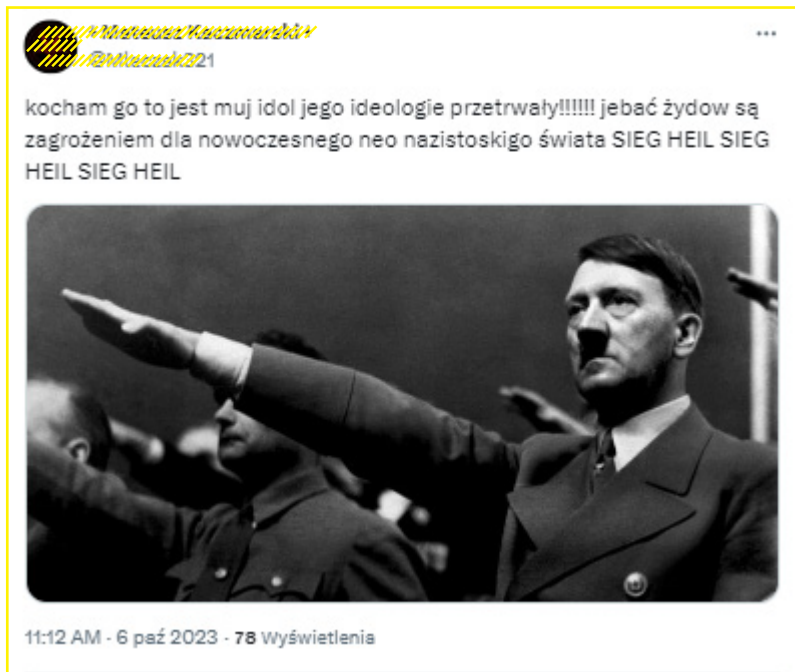 kocham go to jest muj idol jego ideologie przetrwały!!!!!! jebać żydow są
zagrożeniem dla nowoczesnego neo nazistoskigo świata SIEG HEIL SIEG
HEIL SIEG HEIL
11:12 AM · 6 paź 2023 · 78 Wyświetlenia